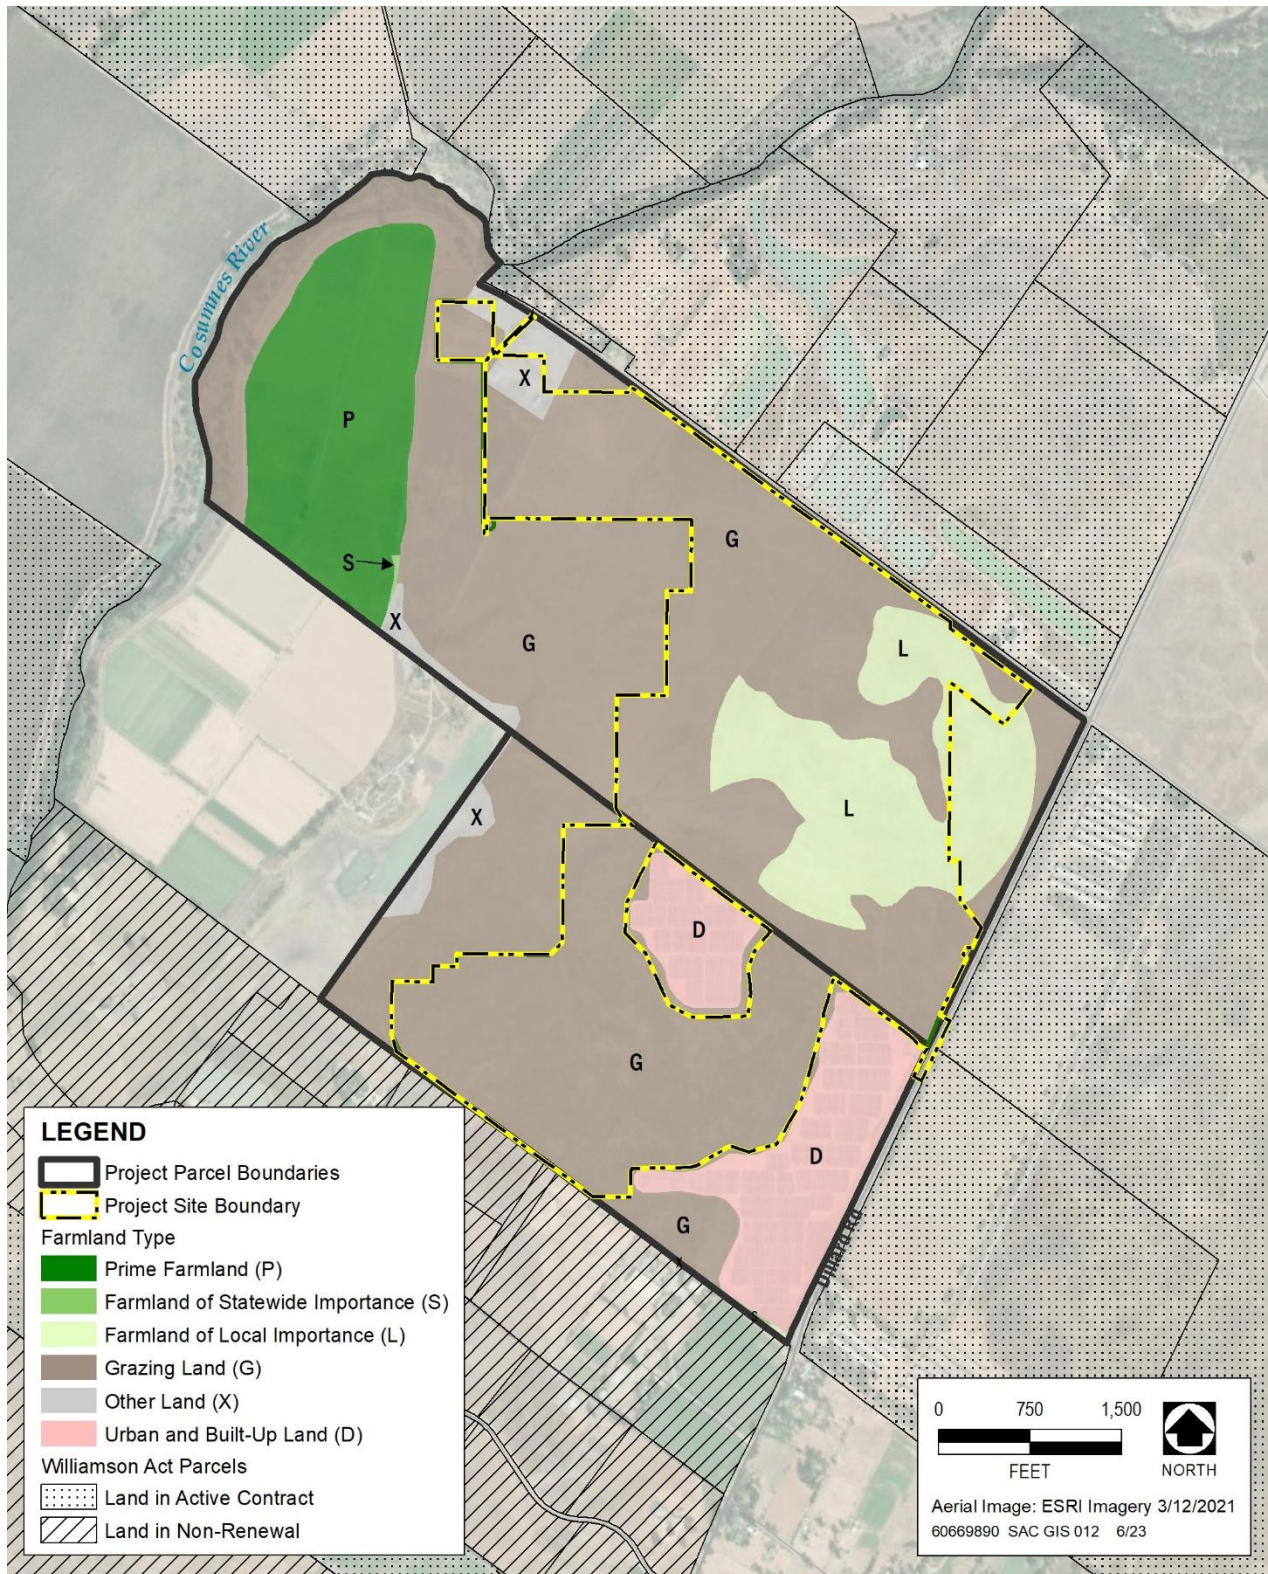 Cosumnes River
X
P
G
S
X
G
L
L
X
D
G
D
G
X
S
Dillard Rd
LEGEND
Project Parcel Boundaries
Project Site Boundary
Farmland Type
Prime Farmland (P)
Farmland of Statewide Importance (S)
Farmland of Local Importance (L)
Grazing Land (G)
Other Land (X)
Urban and Built-Up Land (D)
Williamson Act Parcels
Land in Active Contract
Land in Non-Renewal
0 750 1,500
FEET
NORTH
Aerial Image: ESRI Imagery 3/12/2021
60669890 SAC GIS 012 6/23